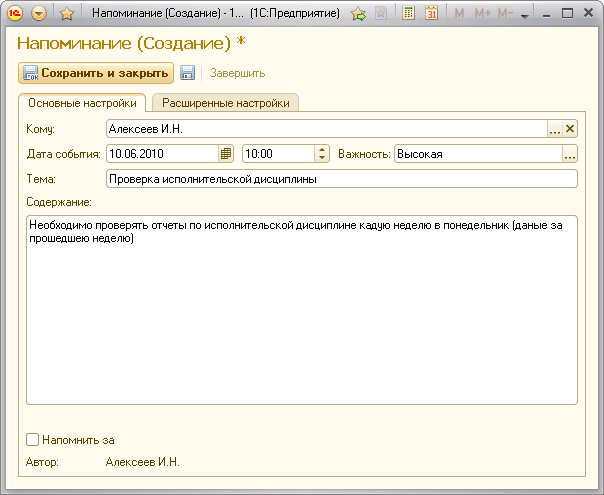 Напоминание (Создание) - 1... (1С:Предприятие) 31 M M+ M-
Напоминание (Создание) *
Сохранить и закрыть Завершить
Основные настройки Расширенные настройки
Кому: Алексеев И.Н. ...
Дата события: 10.06.2010 10:00 Важность: Высокая ...
Тема: Проверка исполнительской дисциплины
Содержание:
Необходимо проверять отчеты по исполнительской дисциплине кадую неделю в понедельник (даные за
прошедшею неделю)
Напомнить за
Автор: Алексеев И.Н.